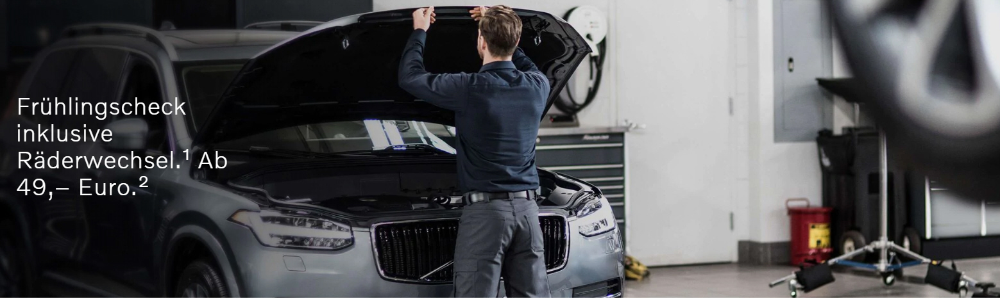 Frühlingscheck
inklusive
Räderwechsel.¹ Ab
49,– Euro.²